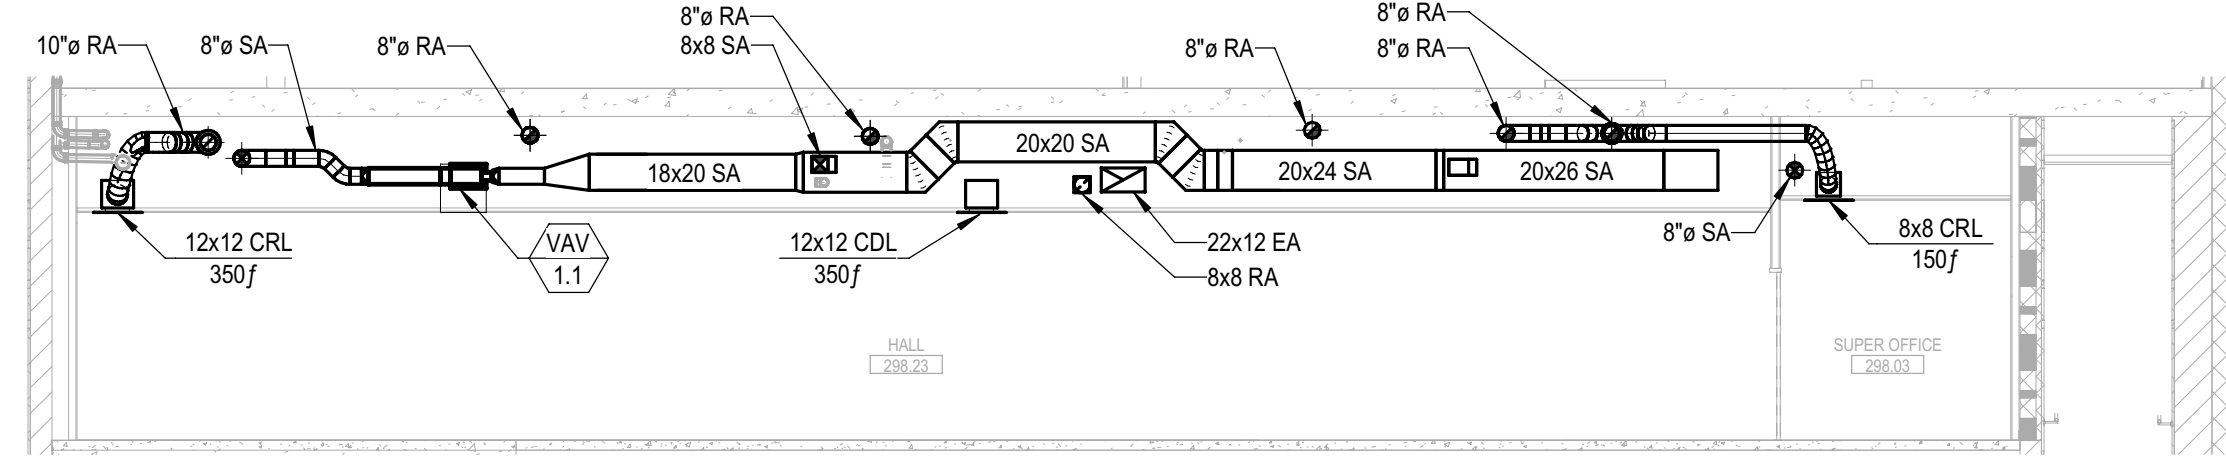 8"ø RA
8"ø RA
10"ø RA
8"ø SA
8"ø RA
8x8 SA
8"ø RA
8"ø RA
20x20 SA
18x20 SA
20x24 SA
20x26 SA
12x12 CRL
350ƒ
VAV
1.1
12x12 CDL
350ƒ
22x12 EA
8x8 RA
8"ø SA
8x8 CRL
150ƒ
HALL
298.23
SUPER OFFICE
298.03